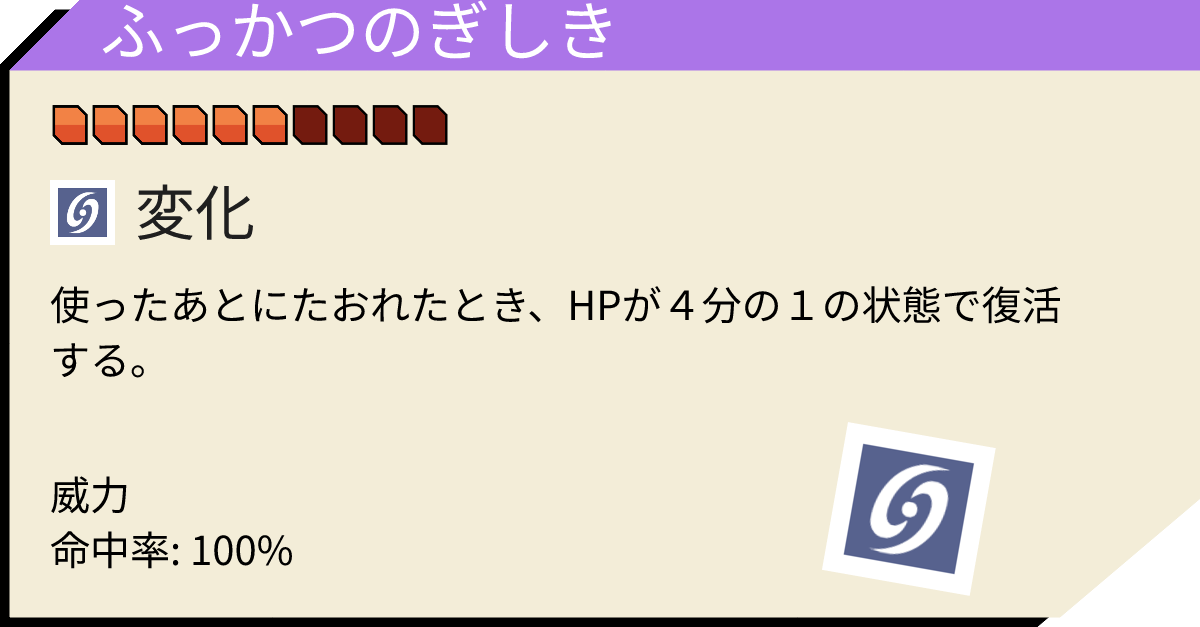 ふっかつのぎしき
変化
使ったあとにたおれたとき、HPが４分の１の状態で復活
する。
威力
命中率: 100%